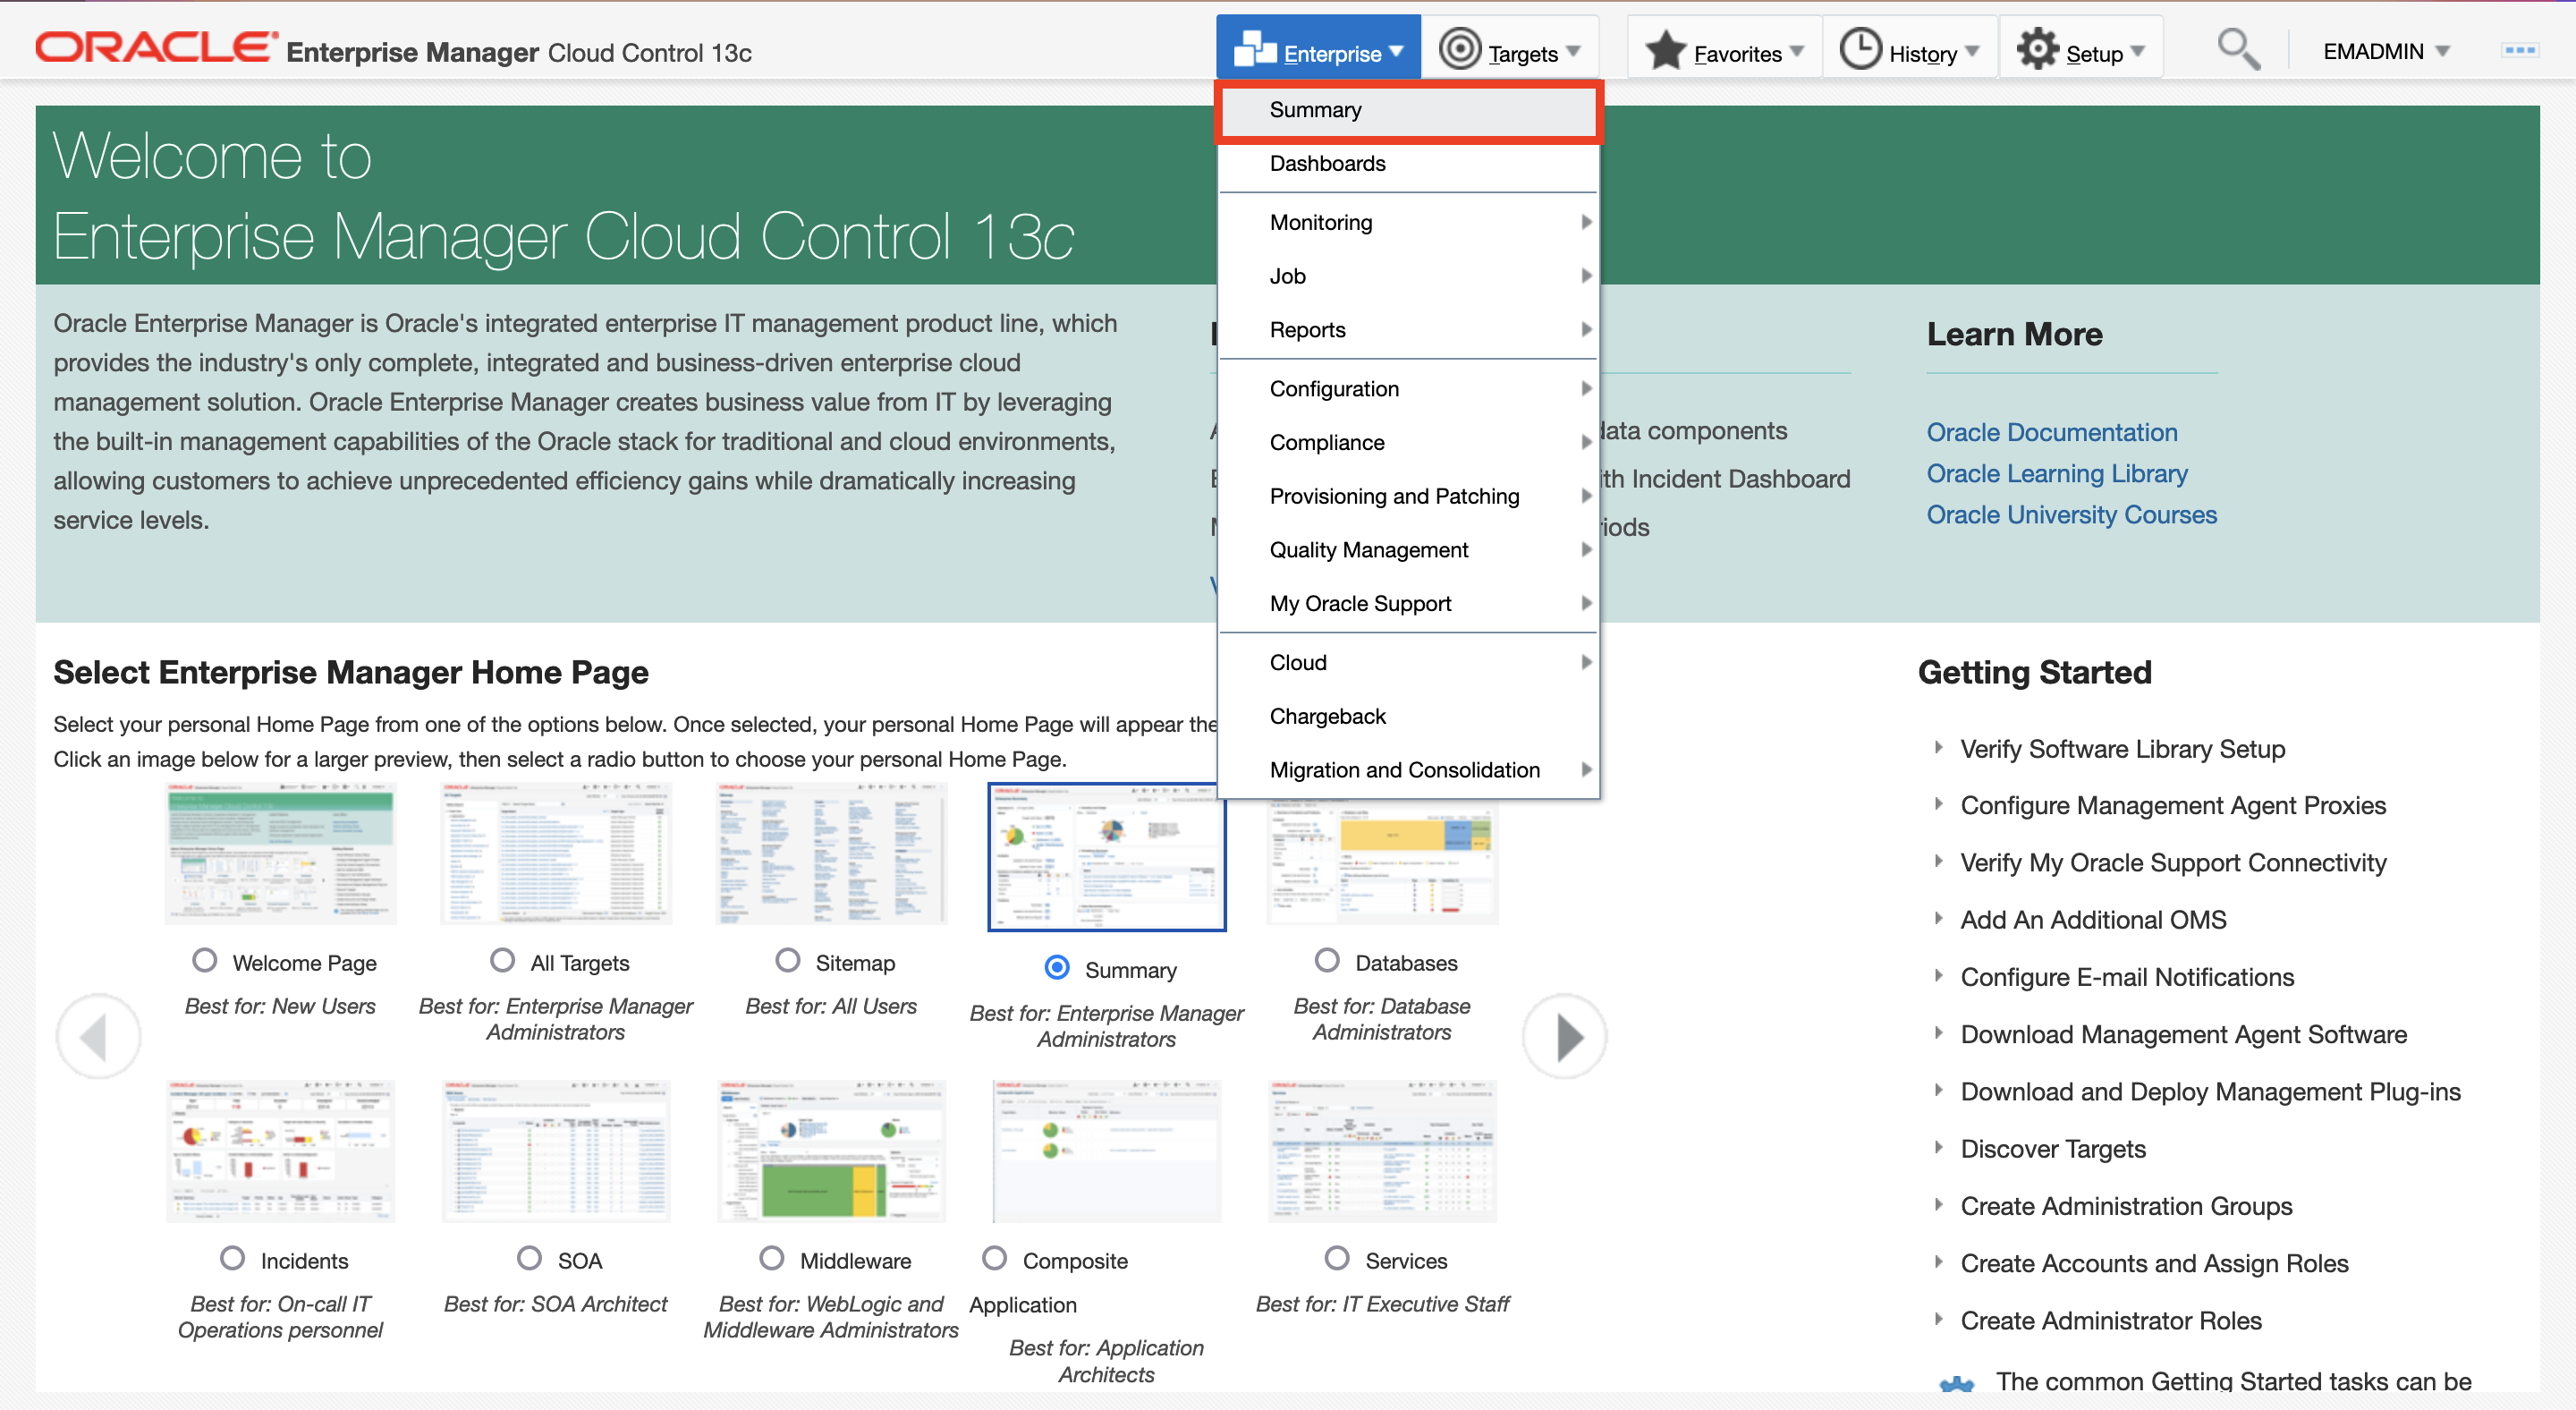 ORACLE Enterprise Manager Cloud Control 13c
Enterprise
Targets
Favorites
History
Setup
EMADMIN
Welcome to
Enterprise Manager Cloud Control 13c
Summary
Dashboards
Monitoring
Job
Reports
Configuration
Compliance
Provisioning and Patching
Quality Management
My Oracle Support
Cloud
Chargeback
Migration and Consolidation
Oracle Enterprise Manager is Oracle's integrated enterprise IT management product line, which
provides the industry's only complete, integrated and business-driven enterprise cloud
management solution. Oracle Enterprise Manager creates business value from IT by leveraging
the built-in management capabilities of the Oracle stack for traditional and cloud environments,
allowing customers to achieve unprecedented efficiency gains while dramatically increasing
service levels.
data components
Incident Dashboard
Learn More
Oracle Documentation
Oracle Learning Library
Oracle University Courses
Select Enterprise Manager Home Page
Select your personal Home Page from one of the options below. Once selected, your personal Home Page will appear the
Click an image below for a larger preview, then select a radio button to choose your personal Home Page.
Welcome Page
Best for: New Users
All Targets
Best for: Enterprise Manager
Administrators
Sitemap
Best for: All Users
Summary
Best for: Enterprise Manager
Administrators
Databases
Best for: Database
Administrators
Incidents
Best for: On-call IT
Operations personnel
SOA
Best for: SOA Architect
Middleware
Best for: WebLogic and
Middleware Administrators
Composite
Application
Best for: Application
Architects
Services
Best for: IT Executive Staff
Getting Started
Verify Software Library Setup
Configure Management Agent Proxies
Verify My Oracle Support Connectivity
Add An Additional OMS
Configure E-mail Notifications
Download Management Agent Software
Download and Deploy Management Plug-ins
Discover Targets
Create Administration Groups
Create Accounts and Assign Roles
Create Administrator Roles
The common Getting Started tasks can be